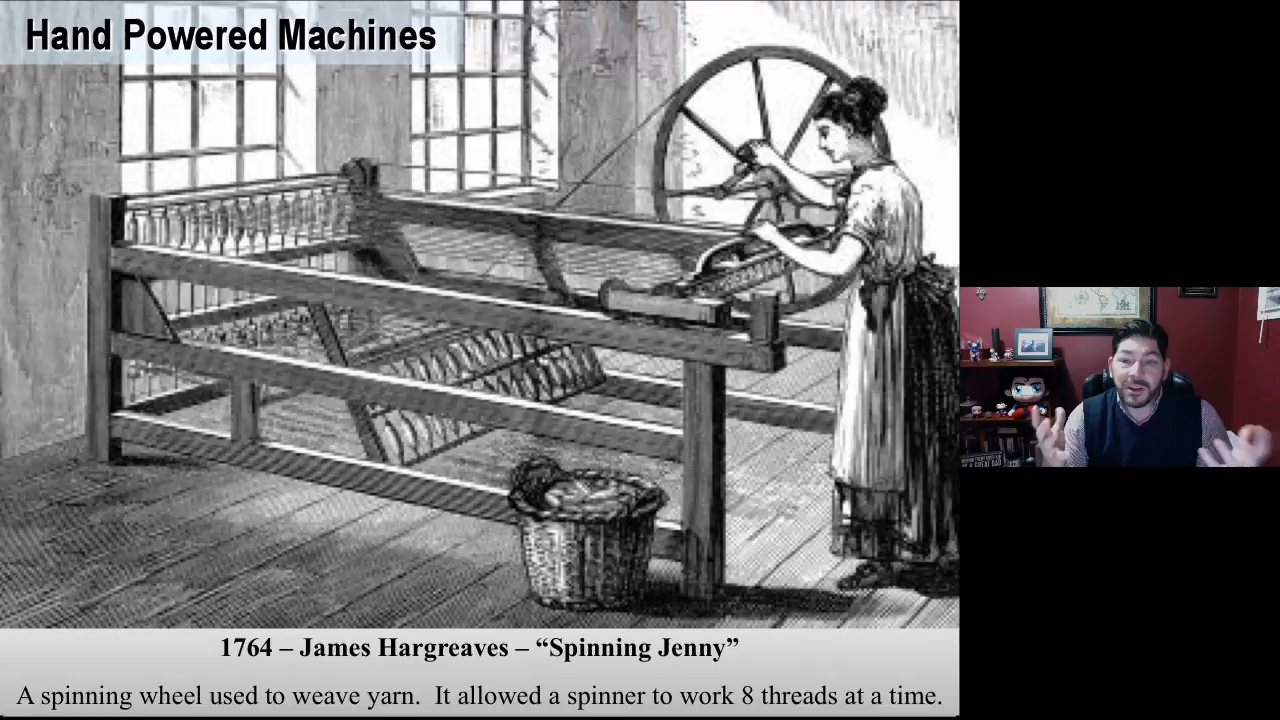 Hand Powered Machines
1764 – James Hargreaves – “Spinning Jenny”
A spinning wheel used to weave yarn.  It allowed a spinner to work 8 threads at a time.